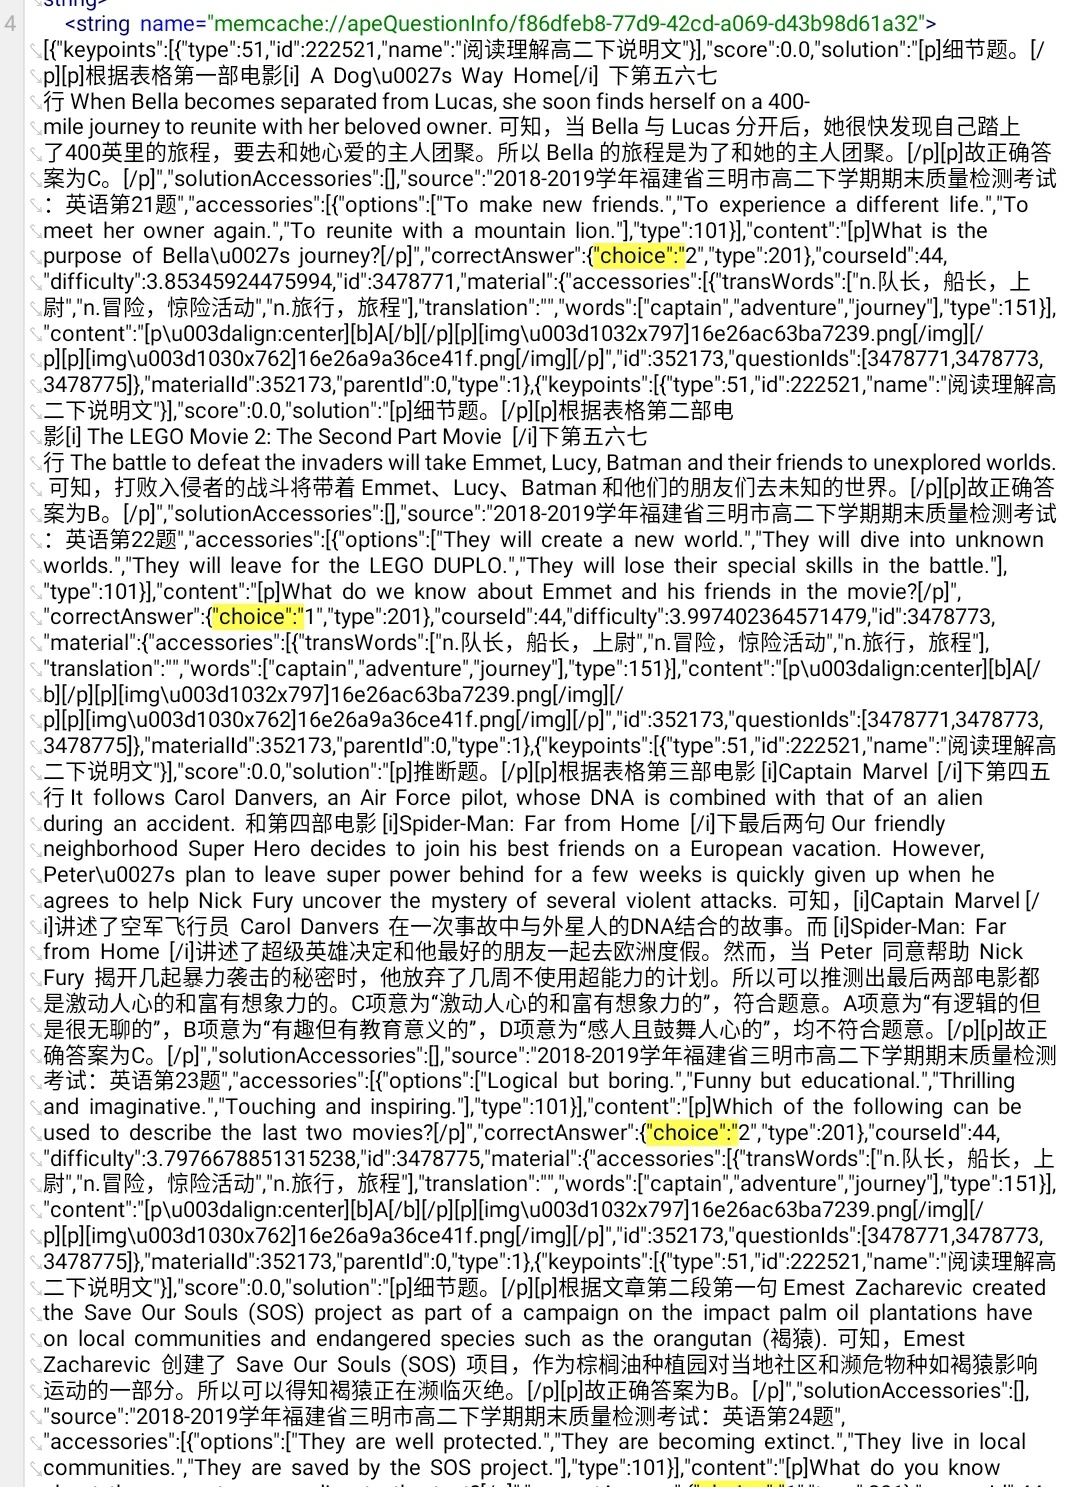 string>
4 <string name="memcache://apeQuestionInfo/f86dfeb8-77d9-42cd-a069-d43b98d61a32">
[{"keypoints":[{"type":51,"id":222521,"name":"阅读理解高二下说明文"}],"score":0.0,"solution":"[p]细节题。[/
p][p]根据表格第一部电影[i] A Dog\u0027s Way Home[/i] 下第五六七
行 When Bella becomes separated from Lucas, she soon finds herself on a 400-
mile journey to reunite with her beloved owner. 可知，当 Bella 与 Lucas 分开后，她很快发现自己踏上
了400英里的旅程，要去和她心爱的主人团聚。所以 Bella 的旅程是为了和她的主人团聚。[/p][p]故正确答
案为C。[/p]","solutionAccessories":[],"source":"2018-2019学年福建省三明市高二下学期期末质量检测考试
：英语第21题","accessories":[{"options":["To make new friends.","To experience a different life.","To
meet her owner again.","To reunite with a mountain lion."],"type":101}],"content":"[p]What is the
purpose of Bella\u0027s journey?[/p]","correctAnswer":{"choice":"2","type":201},"courseId":44,
"difficulty":3.85345924475994,"id":3478771,"material":{"accessories":[{"transWords":["n.队长，船长，上
尉","n.冒险，惊险活动","n.旅行，旅程"],"translation":"","words":["captain","adventure","journey"],"type":151}],
"content":"[p\u003dalign:center][b]A[/b][/p][p][img\u003d1032x797]16e26ac63ba7239.png[/img][/
p][p][img\u003d1030x762]16e26a9a36ce41f.png[/img][/p]","id":352173,"questionIds":[3478771,3478773,
3478775]},"materialId":352173,"parentId":0,"type":1},{"keypoints":[{"type":51,"id":222521,"name":"阅读理解高
二下说明文"}],"score":0.0,"solution":"[p]细节题。[/p][p]根据表格第二部电
影[i] The LEGO Movie 2: The Second Part Movie [/i]下第五六七
行 The battle to defeat the invaders will take Emmet, Lucy, Batman and their friends to unexplored worlds.
可知，打败入侵者的战斗将带着 Emmet、Lucy、Batman 和他们的朋友们去未知的世界。[/p][p]故正确答
案为B。[/p]","solutionAccessories":[],"source":"2018-2019学年福建省三明市高二下学期期末质量检测考试
：英语第22题","accessories":[{"options":["They will create a new world.","They will dive into unknown
worlds.","They will leave for the LEGO DUPLO.","They will lose their special skills in the battle."],
"type":101}],"content":"[p]What do we know about Emmet and his friends in the movie?[/p]",
"correctAnswer":{"choice":"1","type":201},"courseId":44,"difficulty":3.997402364571479,"id":3478773,
"material":{"accessories":[{"transWords":["n.队长，船长，上尉","n.冒险，惊险活动","n.旅行，旅程"],
"translation":"","words":["captain","adventure","journey"],"type":151}],"content":"[p\u003dalign:center][b]A[/
b][/p][p][img\u003d1032x797]16e26ac63ba7239.png[/img][/
p][p][img\u003d1030x762]16e26a9a36ce41f.png[/img][/p]","id":352173,"questionIds":[3478771,3478773,
3478775]},"materialId":352173,"parentId":0,"type":1},{"keypoints":[{"type":51,"id":222521,"name":"阅读理解高
二下说明文"}],"score":0.0,"solution":"[p]推断题。[/p][p]根据表格第三部电影 [i]Captain Marvel [/i]下第四五
行 It follows Carol Danvers, an Air Force pilot, whose DNA is combined with that of an alien
during an accident. 和第四部电影 [i]Spider-Man: Far from Home [/i]下最后两句 Our friendly
neighborhood Super Hero decides to join his best friends on a European vacation. However,
Peter\u0027s plan to leave super power behind for a few weeks is quickly given up when he
agrees to help Nick Fury uncover the mystery of several violent attacks. 可知，[i]Captain Marvel [/
i]讲述了空军飞行员 Carol Danvers 在一次事故中与外星人的DNA结合的故事。而 [i]Spider-Man: Far
from Home [/i]讲述了超级英雄决定和他最好的朋友一起去欧洲度假。然而，当 Peter 同意帮助 Nick
Fury 揭开几起暴力袭击的秘密时，他放弃了几周不使用超能力的计划。所以可以推测出最后两部电影都
是激动人心的和富有想象力的。C项意为“激动人心的和富有想象力的”，符合题意。A项意为“有逻辑的但
是很无聊的”，B项意为“有趣但有教育意义的”，D项意为“感人且鼓舞人心的”，均不符合题意。[/p][p]故正
确答案为C。[/p]","solutionAccessories":[],"source":"2018-2019学年福建省三明市高二下学期期末质量检测
考试：英语第23题","accessories":[{"options":["Logical but boring.","Funny but educational.","Thrilling
and imaginative.","Touching and inspiring."],"type":101}],"content":"[p]Which of the following can be
used to describe the last two movies?[/p]","correctAnswer":{"choice":"2","type":201},"courseId":44,
"difficulty":3.7976678851315238,"id":3478775,"material":{"accessories":[{"transWords":["n.队长，船长，上
尉","n.冒险，惊险活动","n.旅行，旅程"],"translation":"","words":["captain","adventure","journey"],"type":151}],
"content":"[p\u003dalign:center][b]A[/b][/p][p][img\u003d1032x797]16e26ac63ba7239.png[/img][/
p][p][img\u003d1030x762]16e26a9a36ce41f.png[/img][/p]","id":352173,"questionIds":[3478771,3478773,
3478775]},"materialId":352173,"parentId":0,"type":1},{"keypoints":[{"type":51,"id":222521,"name":"阅读理解高
二下说明文"}],"score":0.0,"solution":"[p]细节题。[/p][p]根据文章第二段第一句 Emest Zacharevic created
the Save Our Souls (SOS) project as part of a campaign on the impact palm oil plantations have
on local communities and endangered species such as the orangutan (褐猿). 可知，Emest
Zacharevic 创建了 Save Our Souls (SOS) 项目，作为棕榈油种植园对当地社区和濒危物种如褐猿影响
运动的一部分。所以可以得知褐猿正在濒临灭绝。[/p][p]故正确答案为B。[/p]","solutionAccessories":[],
"source":"2018-2019学年福建省三明市高二下学期期末质量检测考试：英语第24题",
"accessories":[{"options":["They are well protected.","They are becoming extinct.","They live in local
communities.","They are saved by the SOS project."],"type":101}],"content":"[p]What do you know